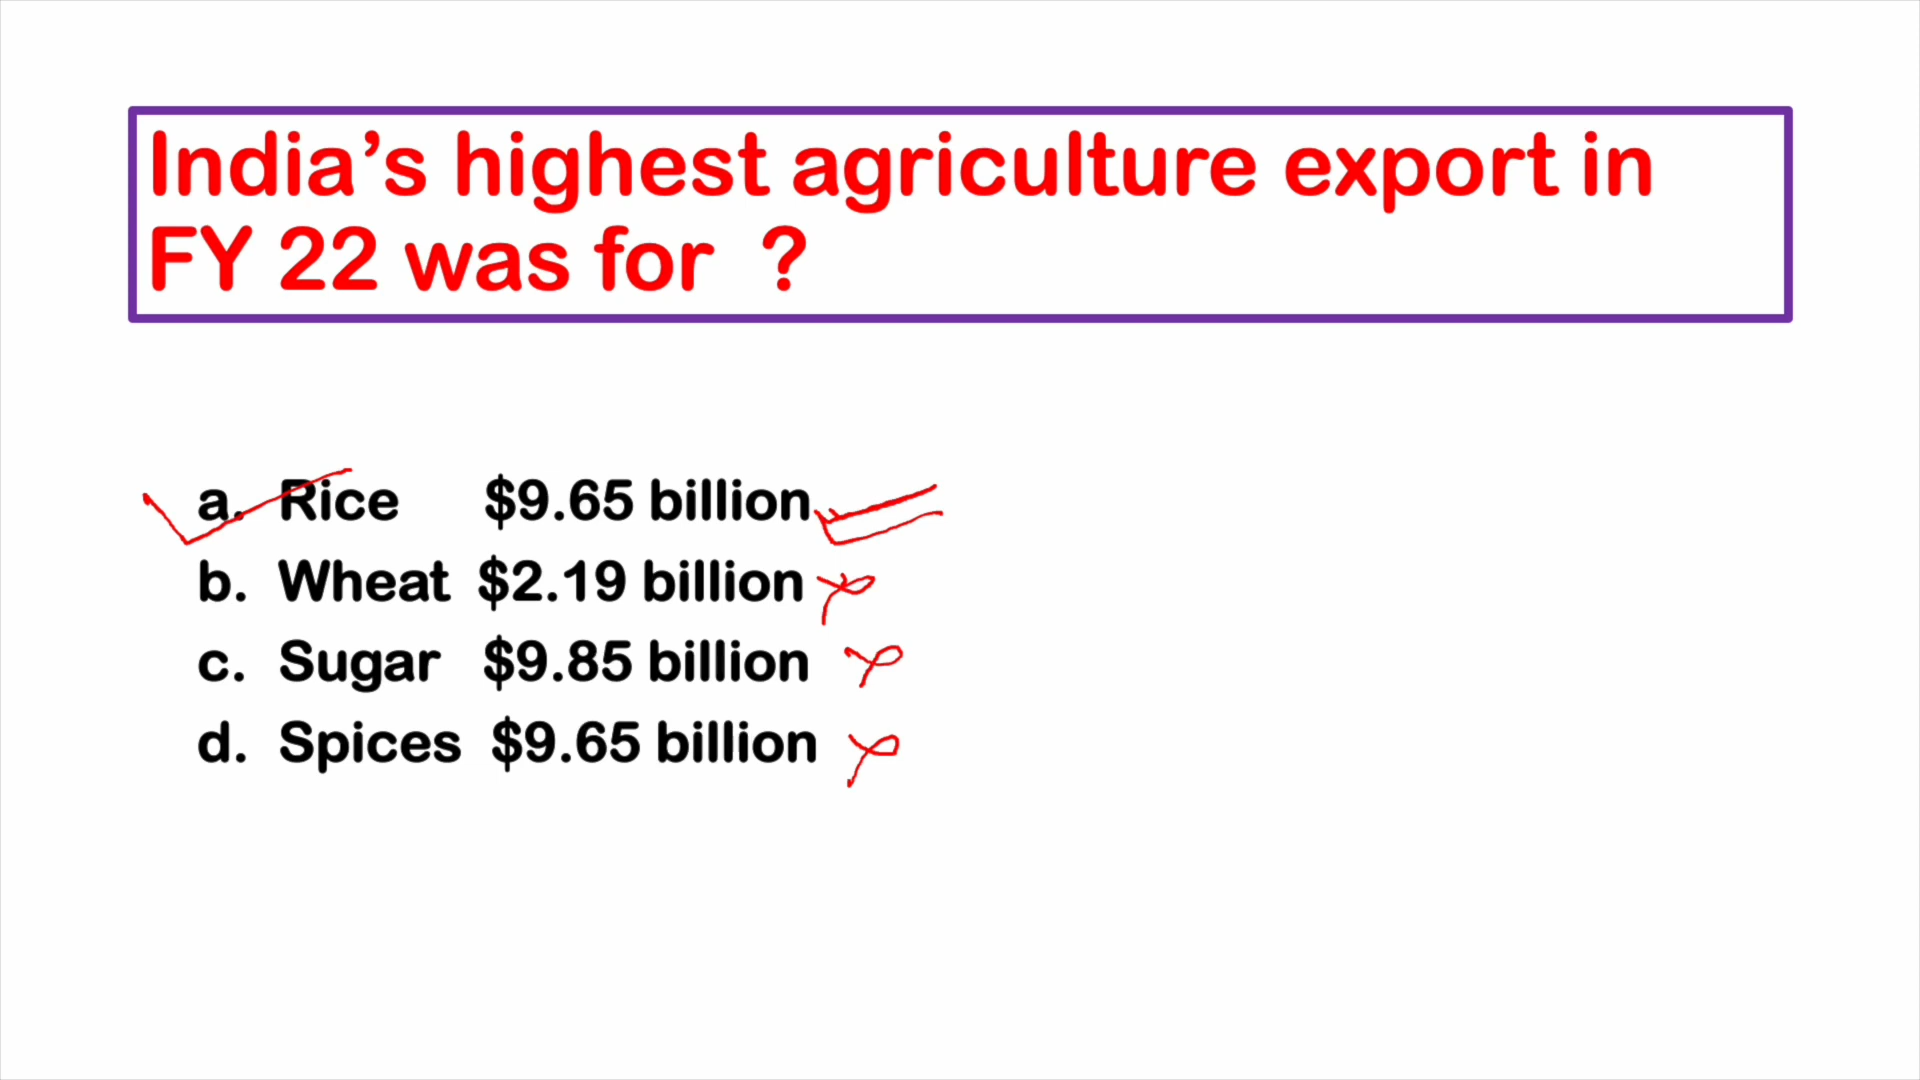 India’s highest agriculture export in
FY 22 was for ?
a. Rice $9.65 billion
b. Wheat $2.19 billion
c. Sugar $9.85 billion
d. Spices $9.65 billion